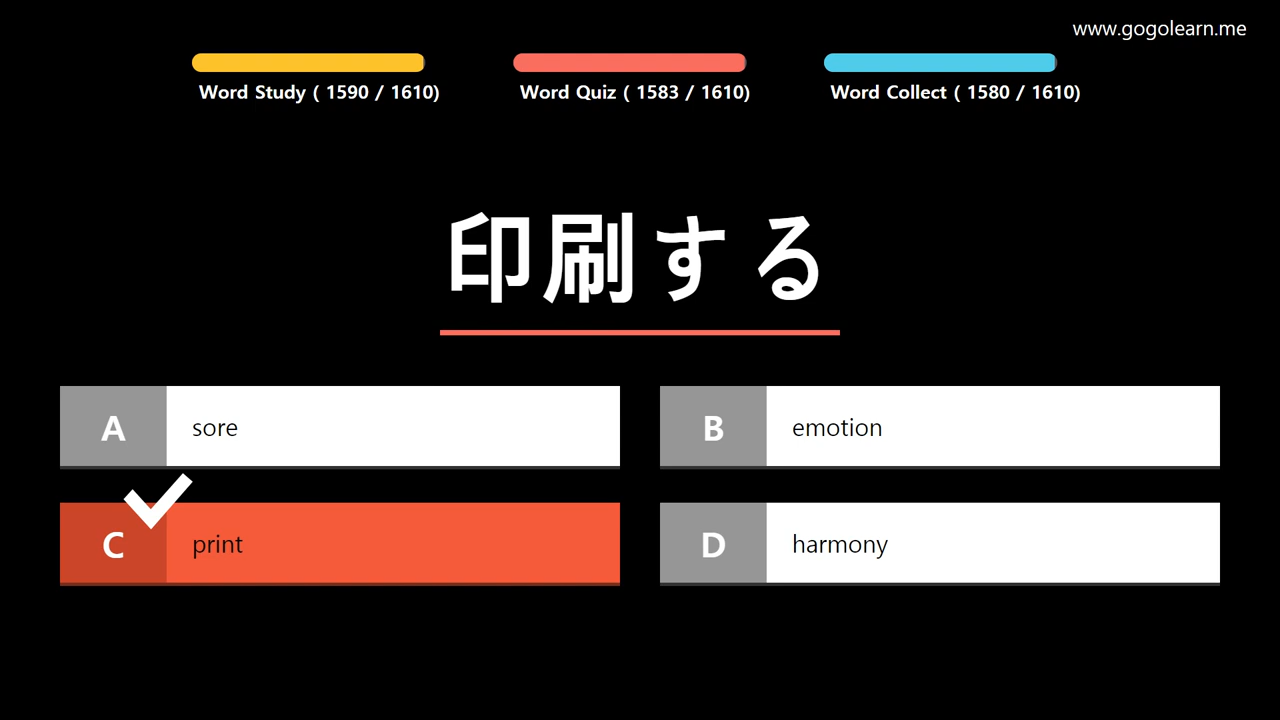 www.gogolearn.me
Word Study ( 1590 / 1610)
Word Quiz ( 1583 / 1610)
Word Collect ( 1580 / 1610)
印刷する
A sore
B emotion
C print
D harmony